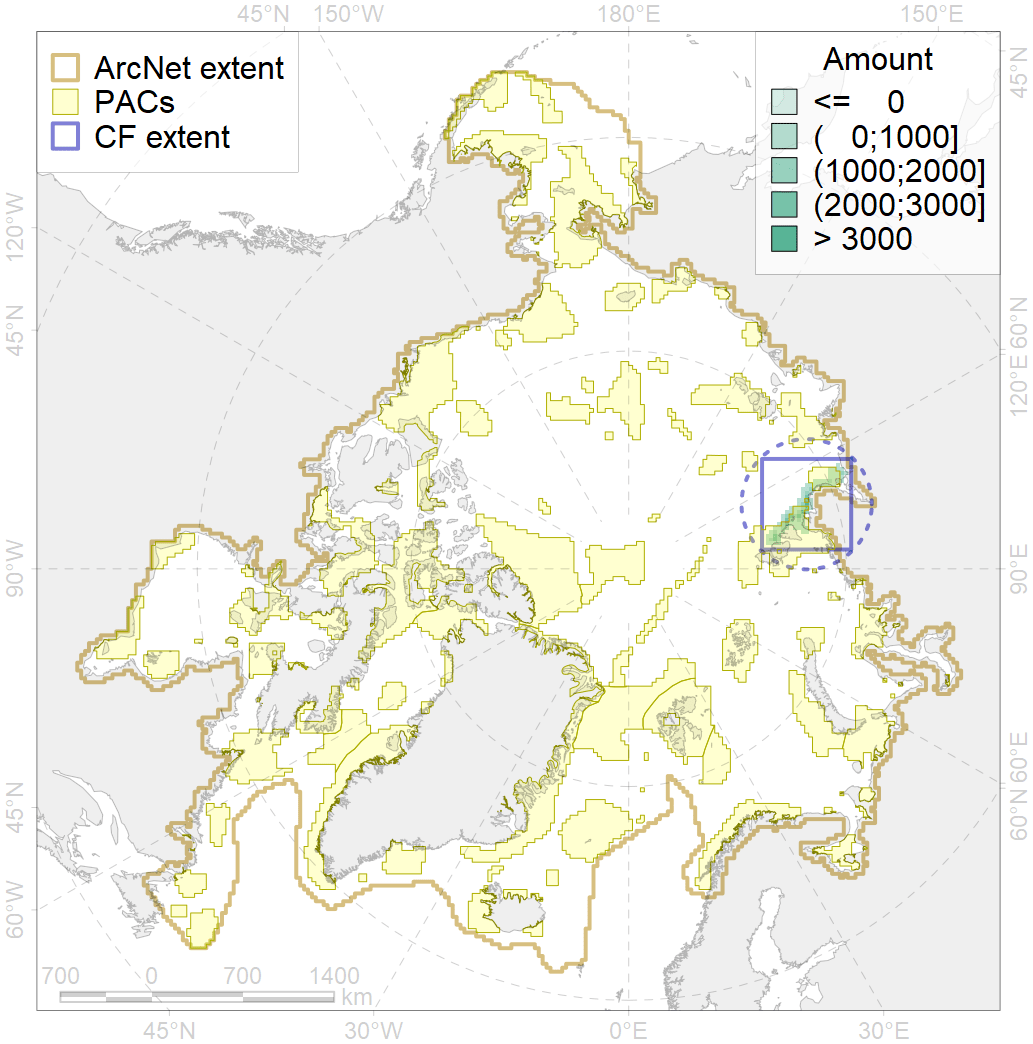 45°N 150°W 180°E 150°E
45°N
ArcNet extent
PACs
CF extent
Amount
<= 0
( 0;1000]
(1000;2000]
(2000;3000]
> 3000
120°W
45°N
60°N
120°E
90°W
90°E
45°N
60°N
60°W
700 0 700 1400
km
45°N 30°W 0°E 30°E